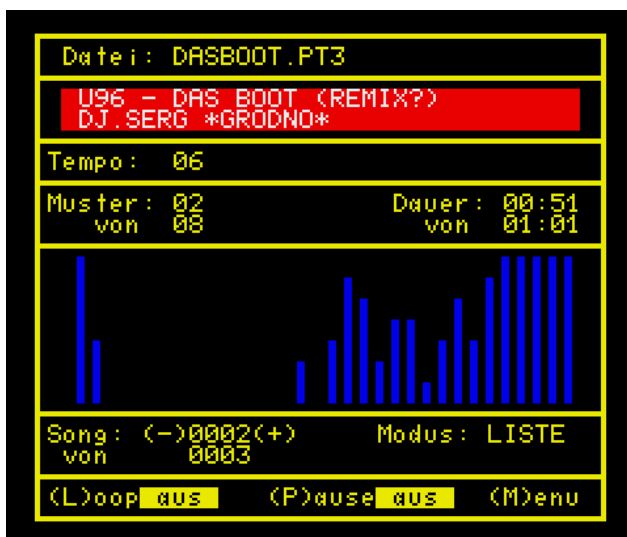 Datei: DASBOOT.PT3
U96 - DAS BOOT (REMIX?)
DJ.SERG *GRODNO*
Tempo: 06
Muster: 02 Dauer: 00:51
von 08 von 01:01
Song: (-)0002(+) Modus: LISTE
von 0003
(L)oop aus (P)ause aus (M)enu